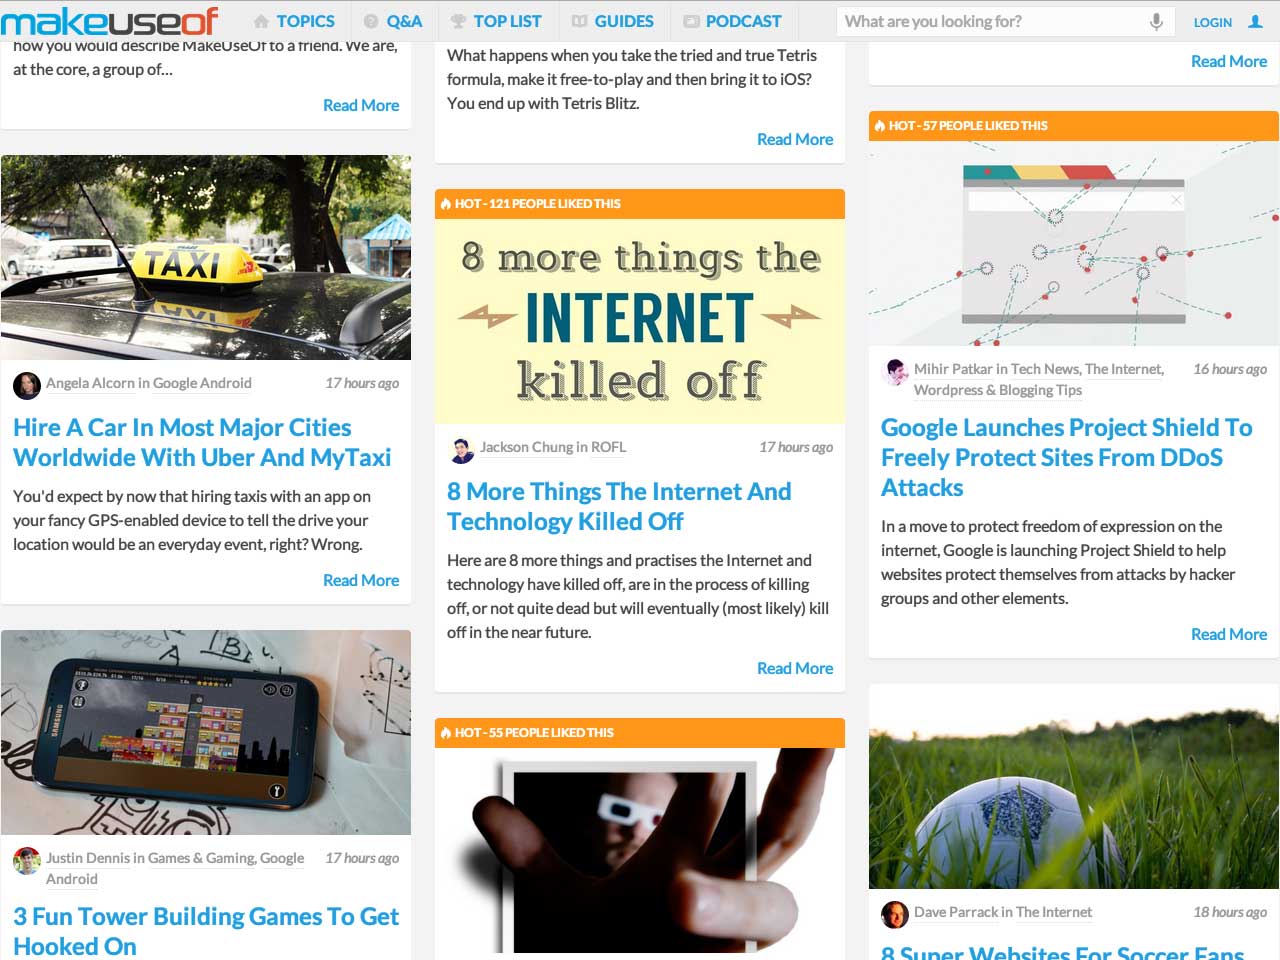 makeuseof
TOPICS
Q&A
TOP LIST
GUIDES
PODCAST
What are you looking for?
LOGIN
how you would describe MakeUseOf to a friend. We are,
at the core, a group of...
Read More
TAXI
Angela Alcorn in Google Android
17 hours ago
Hire A Car In Most Major Cities
Worldwide With Uber And MyTaxi
You'd expect by now that hiring taxis with an app on
your fancy GPS-enabled device to tell the drive your
location would be an everyday event, right? Wrong.
Read More
SAMSUNG
Justin Dennis in Games & Gaming, Google
Android
17 hours ago
3 Fun Tower Building Games To Get
Hooked On
What happens when you take the tried and true Tetris
formula, make it free-to-play and then bring it to iOS?
You end up with Tetris Blitz.
Read More
HOT - 121 PEOPLE LIKED THIS
8 more things the
INTERNET
killed off
Jackson Chung in ROFL
17 hours ago
8 More Things The Internet And
Technology Killed Off
Here are 8 more things and practises the Internet and
technology have killed off, are in the process of killing
off, or not quite dead but will eventually (most likely) kill
off in the near future.
Read More
HOT - 55 PEOPLE LIKED THIS
Read More
HOT - 57 PEOPLE LIKED THIS
Mihir Patkar in Tech News, The Internet,
Wordpress & Blogging Tips
16 hours ago
Google Launches Project Shield To
Freely Protect Sites From DDoS
Attacks
In a move to protect freedom of expression on the
internet, Google is launching Project Shield to help
websites protect themselves from attacks by hacker
groups and other elements.
Read More
Dave Parrack in The Internet
18 hours ago
8 Super Websites For Soccer Fans